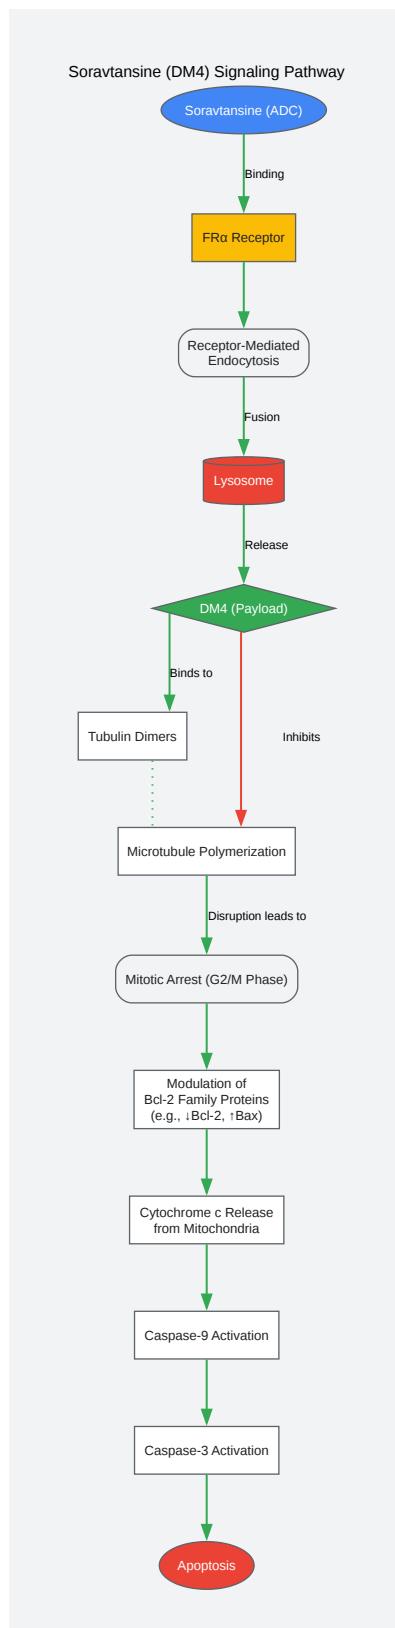 Soravtansine (DM4) Signaling Pathway
Soravtansine (ADC)
Binding
FRα Receptor
Receptor-Mediated
Endocytosis
Fusion
Lysosome
Release
DM4 (Payload)
Binds to
Tubulin Dimers
Inhibits
Microtubule Polymerization
Disruption leads to
Mitotic Arrest (G2/M Phase)
Modulation of
Bcl-2 Family Proteins
(e.g., ↓Bcl-2, ↑Bax)
Cytochrome c Release
from Mitochondria
Caspase-9 Activation
Caspase-3 Activation
Apoptosis